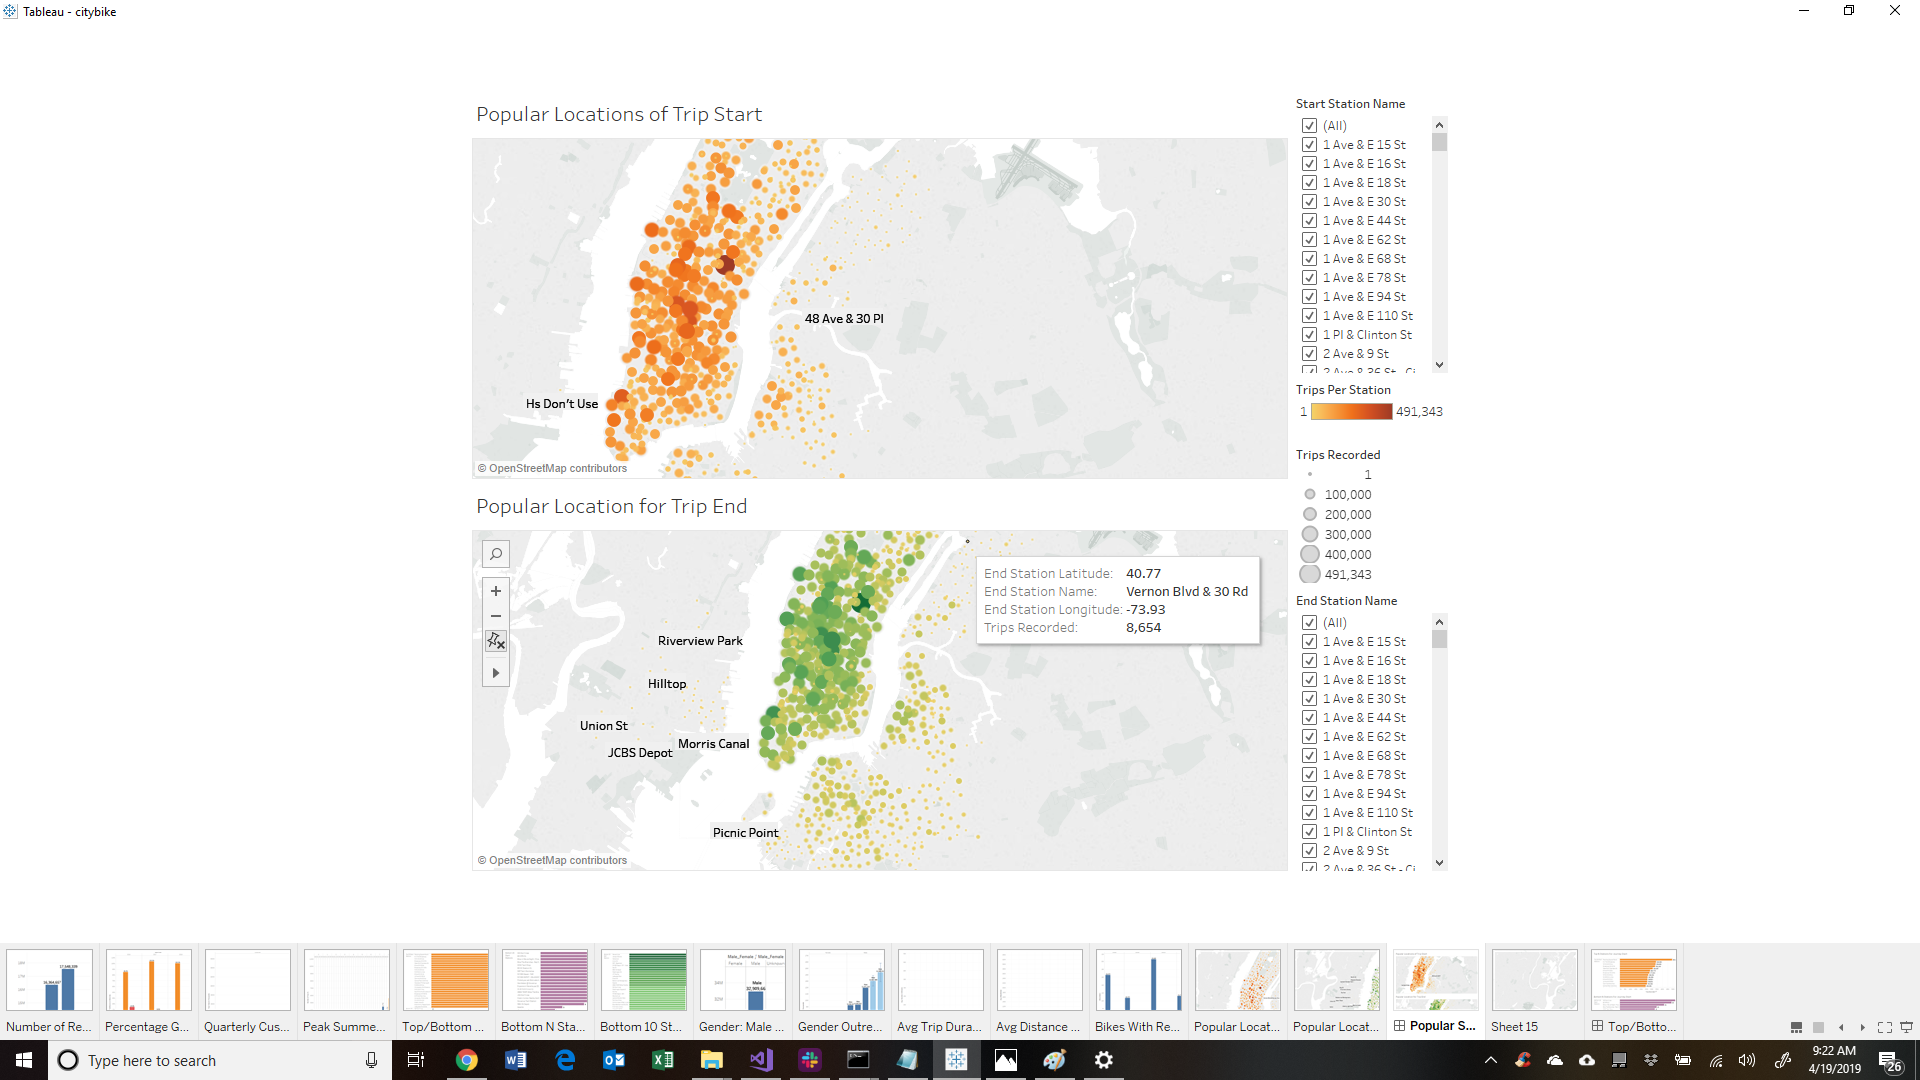 Tableau - citybike
Popular Locations of Trip Start
48 Ave & 30 Pl
Hs Don't Use
© OpenStreetMap contributors
Start Station Name
(All)
1 Ave & E 15 St
1 Ave & E 16 St
1 Ave & E 18 St
1 Ave & E 30 St
1 Ave & E 44 St
1 Ave & E 62 St
1 Ave & E 68 St
1 Ave & E 78 St
1 Ave & E 94 St
1 Ave & E 110 St
1 Pl & Clinton St
2 Ave & 9 St
2 Ave & 36 St - Ci
Trips Per Station
1 491,343
Trips Recorded
1
100,000
200,000
300,000
400,000
491,343
Popular Location for Trip End
End Station Latitude: 40.77
End Station Name: Vernon Blvd & 30 Rd
End Station Longitude: -73.93
Trips Recorded: 8,654
Riverview Park
Hilltop
Union St
Morris Canal
JCBS Depot
Picnic Point
© OpenStreetMap contributors
End Station Name
(All)
1 Ave & E 15 St
1 Ave & E 16 St
1 Ave & E 18 St
1 Ave & E 30 St
1 Ave & E 44 St
1 Ave & E 62 St
1 Ave & E 68 St
1 Ave & E 78 St
1 Ave & E 94 St
1 Ave & E 110 St
1 Pl & Clinton St
2 Ave & 9 St
2 Ave & 36 St - Ci
Number of Re...
Percentage G...
Quarterly Cus...
Peak Summe...
Top/Bottom ...
Bottom N Sta...
Bottom 10 St...
Gender: Male ...
Gender Outre...
Avg Trip Dura...
Avg Distance ...
Bikes With Re...
Popular Locat...
Popular Locat...
Popular S...
Sheet 15
Top/Botto...
Type here to search
9:22 AM
4/19/2019
26